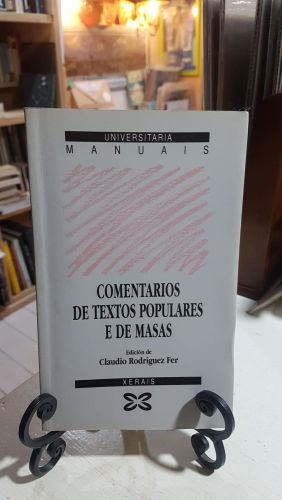 UNIVERSITARIA
MANUAIS
COMENTARIOS
DE TEXTOS POPULARES
E DE MASAS
Edición de
Claudio Rodríguez Fer
XERAIS